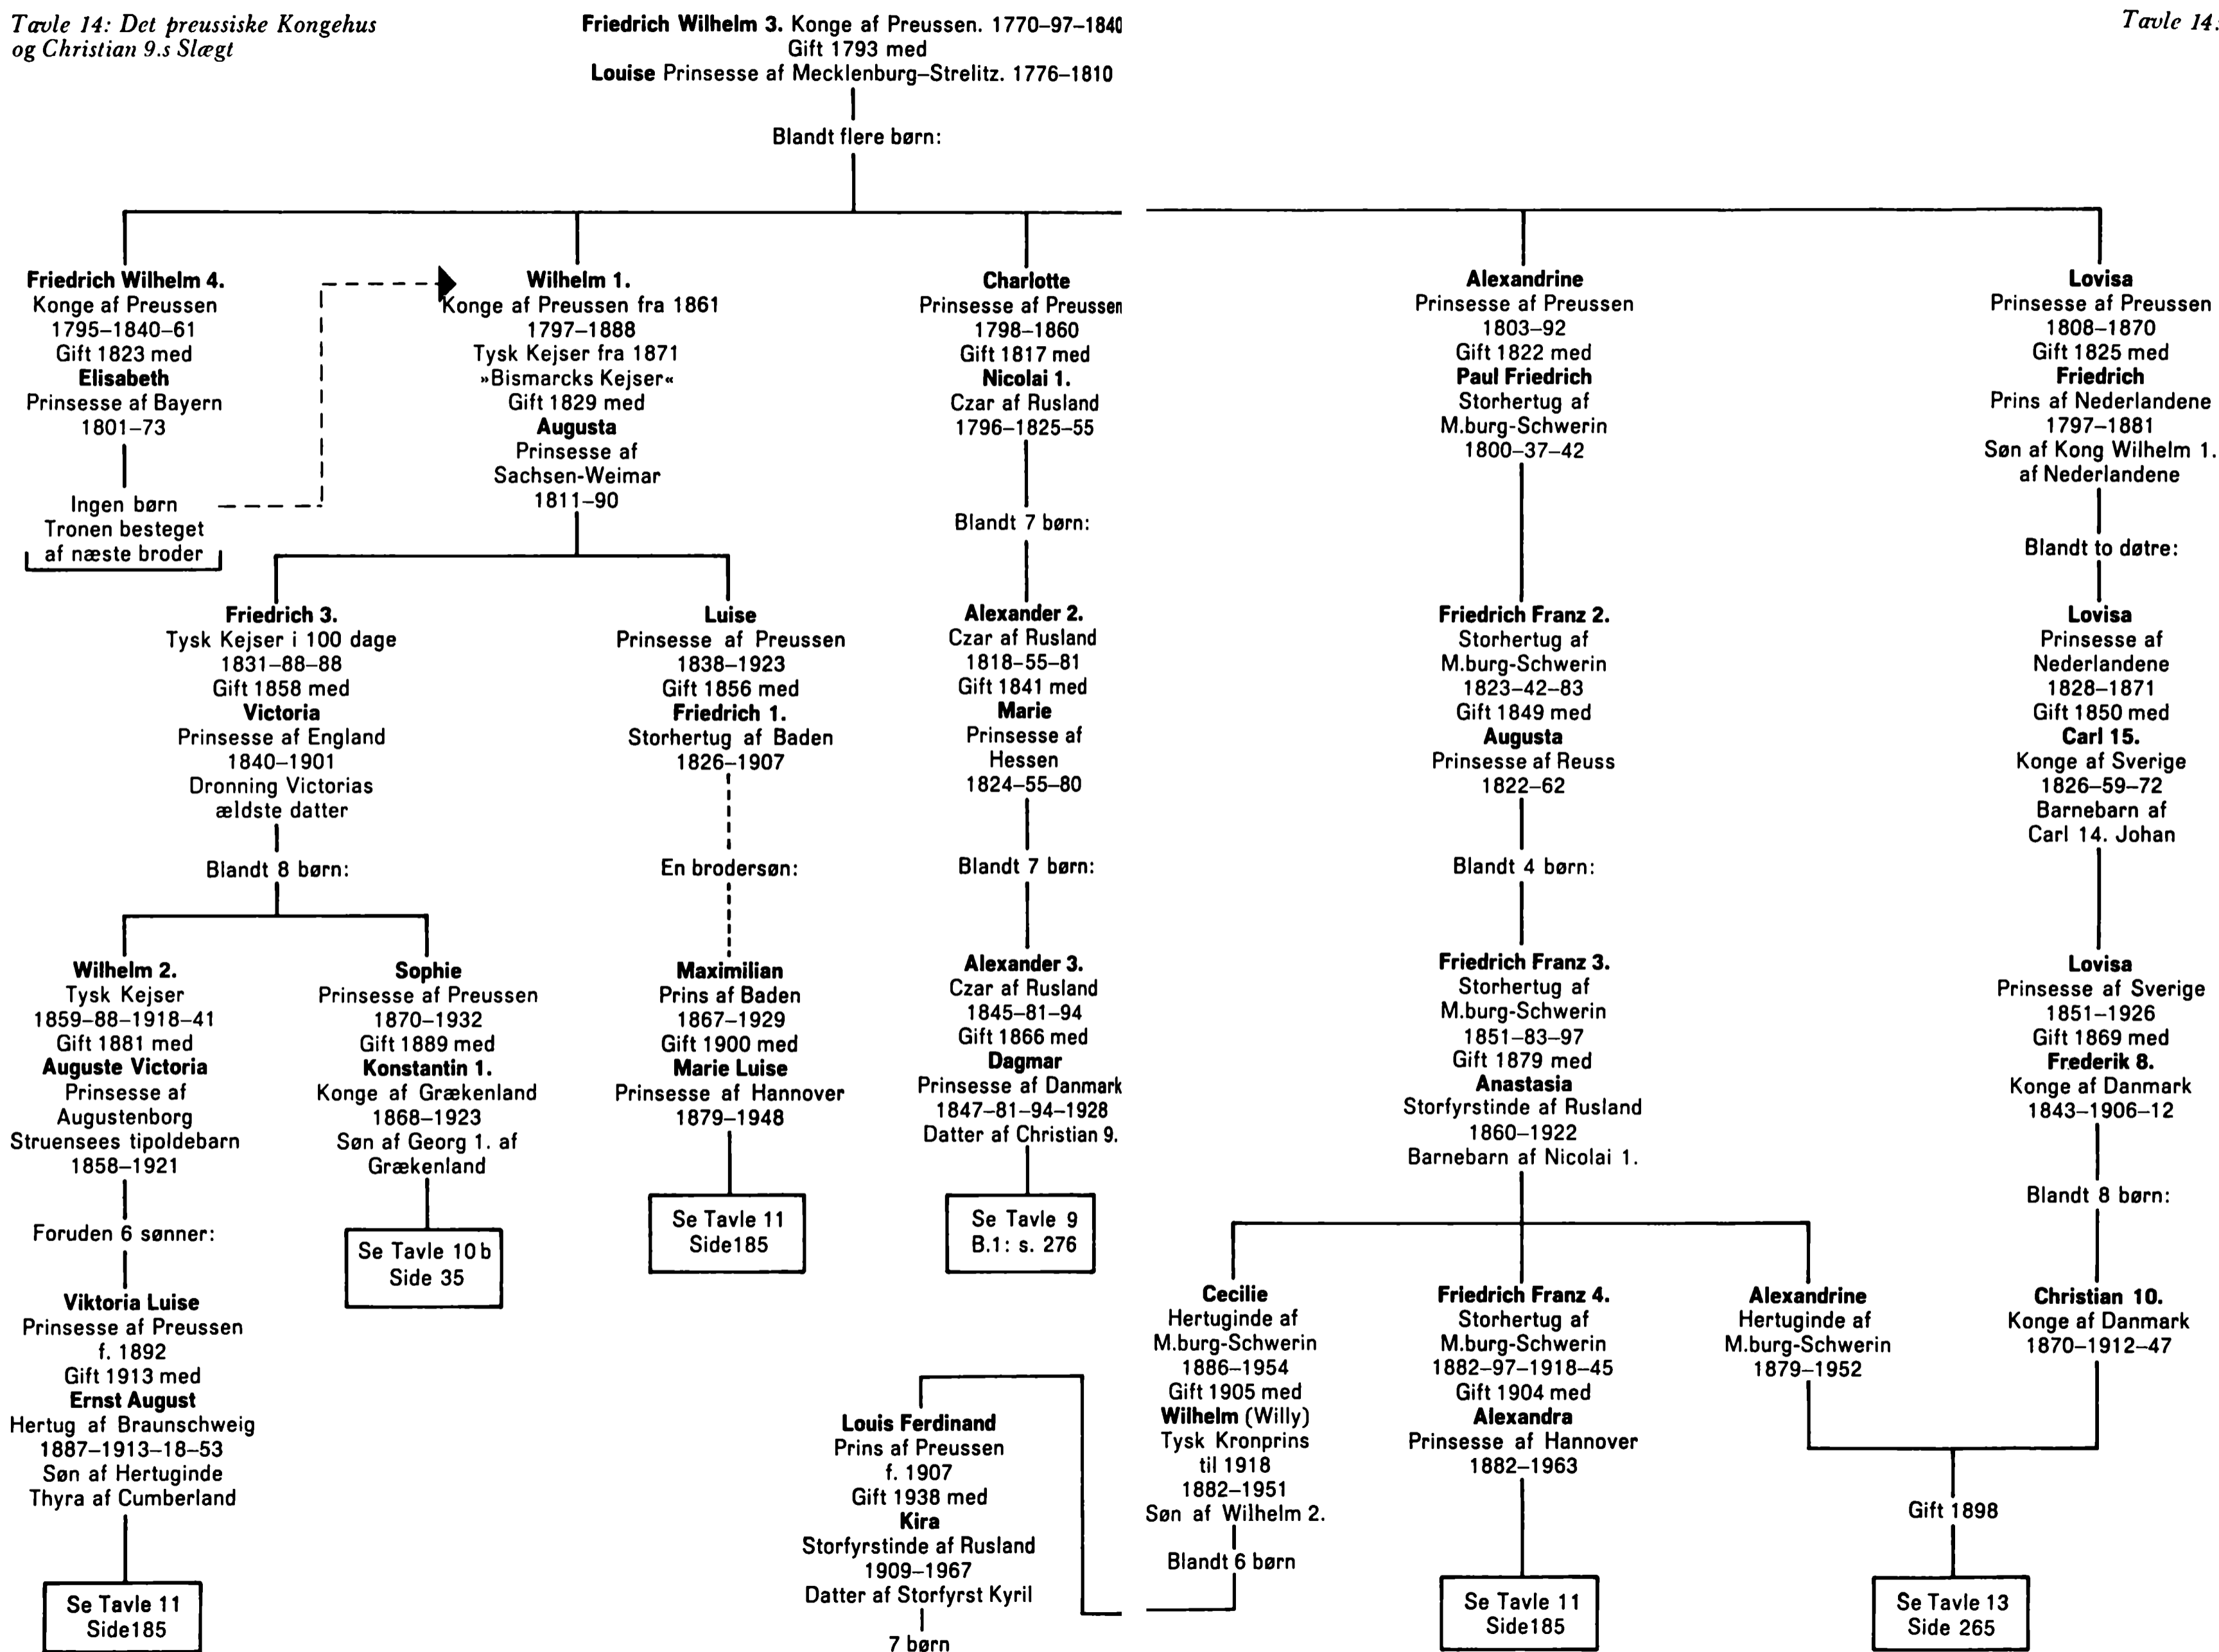 Tavle 14: Det preussiske Kongehus
og Christian 9.s Slægt
Friedrich Wilhelm 3. Konge af Preussen. 1770–97–1840
Gift 1793 med
Louise Prinsesse af Mecklenburg–Strelitz. 1776–1810
Tavle 14:
Blandt flere børn:
Friedrich Wilhelm 4.
Konge af Preussen
1795–1840–61
Gift 1823 med
Elisabeth
Prinsesse af Bayern
1801–73
Ingen børn
Tronen besteget
af næste broder
Wilhelm 1.
Konge af Preussen fra 1861
1797–1888
Tysk Kejser fra 1871
»Bismarcks Kejser«
Gift 1829 med
Augusta
Prinsesse af
Sachsen-Weimar
1811–90
Charlotte
Prinsesse af Preussen
1798–1860
Gift 1817 med
Nicolai 1.
Czar af Rusland
1796–1825–55
Blandt 7 børn:
Alexandrine
Prinsesse af Preussen
1803–92
Gift 1822 med
Paul Friedrich
Storhertug af
M.burg-Schwerin
1800–37–42
Lovisa
Prinsesse af Preussen
1808–1870
Gift 1825 med
Friedrich
Prins af Nederlandene
1797–1881
Søn af Kong Wilhelm 1.
af Nederlandene
Blandt to døtre:
Friedrich 3.
Tysk Kejser i 100 dage
1831–88–88
Gift 1858 med
Victoria
Prinsesse af England
1840–1901
Dronning Victorias
ældste datter
Blandt 8 børn:
Luise
Prinsesse af Preussen
1838–1923
Gift 1856 med
Friedrich 1.
Storhertug af Baden
1826–1907
En brodersøn:
Alexander 2.
Czar af Rusland
1818–55–81
Gift 1841 med
Marie
Prinsesse af
Hessen
1824–55–80
Blandt 7 børn:
Friedrich Franz 2.
Storhertug af
M.burg-Schwerin
1823–42–83
Gift 1849 med
Augusta
Prinsesse af Reuss
1822–62
Blandt 4 børn:
Lovisa
Prinsesse af
Nederlandene
1828–1871
Gift 1850 med
Carl 15.
Konge af Sverige
1826–59–72
Barnebarn af
Carl 14. Johan
Wilhelm 2.
Tysk Kejser
1859–88–1918–41
Gift 1881 med
Auguste Victoria
Prinsesse af
Augustenborg
Struensees tipoldebarn
1858–1921
Foruden 6 sønner:
Sophie
Prinsesse af Preussen
1870–1932
Gift 1889 med
Konstantin 1.
Konge af Grækenland
1868–1923
Søn af Georg 1. af
Grækenland
Se Tavle 10b
Side 35
Maximilian
Prins af Baden
1867–1929
Gift 1900 med
Marie Luise
Prinsesse af Hannover
1879–1948
Se Tavle 11
Side185
Alexander 3.
Czar af Rusland
1845–81–94
Gift 1866 med
Dagmar
Prinsesse af Danmark
1847–81–94–1928
Datter af Christian 9.
Se Tavle 9
B.1: s. 276
Friedrich Franz 3.
Storhertug af
M.burg-Schwerin
1851–83–97
Gift 1879 med
Anastasia
Storfyrstinde af Rusland
1860–1922
Barnebarn af Nicolai 1.
Lovisa
Prinsesse af Sverige
1851–1926
Gift 1869 med
Frederik 8.
Konge af Danmark
1843–1906–12
Blandt 8 børn:
Viktoria Luise
Prinsesse af Preussen
f. 1892
Gift 1913 med
Ernst August
Hertug af Braunschweig
1887–1913–18–53
Søn af Hertuginde
Thyra af Cumberland
Se Tavle 11
Side185
Louis Ferdinand
Prins af Preussen
f. 1907
Gift 1938 med
Kira
Storfyrstinde af Rusland
1909–1967
Datter af Storfyrst Kyril
7 børn
Cecilie
Hertuginde af
M.burg-Schwerin
1886–1954
Gift 1905 med
Wilhelm (Willy)
Tysk Kronprins
til 1918
1882–1951
Søn af Wilhelm 2.
Blandt 6 børn
Friedrich Franz 4.
Storhertug af
M.burg-Schwerin
1882–97–1918–45
Gift 1904 med
Alexandra
Prinsesse af Hannover
1882–1963
Se Tavle 11
Side185
Alexandrine
Hertuginde af
M.burg-Schwerin
1879–1952
Christian 10.
Konge af Danmark
1870–1912–47
Gift 1898
Se Tavle 13
Side 265